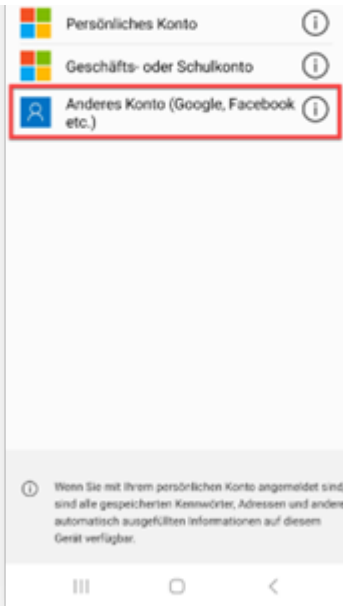 Persönliches Konto
Geschäfts- oder Schulkonto
Anderes Konto (Google, Facebook
etc.)
Wenn Sie mit Ihrem persönlichen Konto angemeldet sind
sind alle gespeicherten Kennwörter, Adressen und andere
automatisch ausgefüllten Informationen auf diesem
Gerät verfügbar.